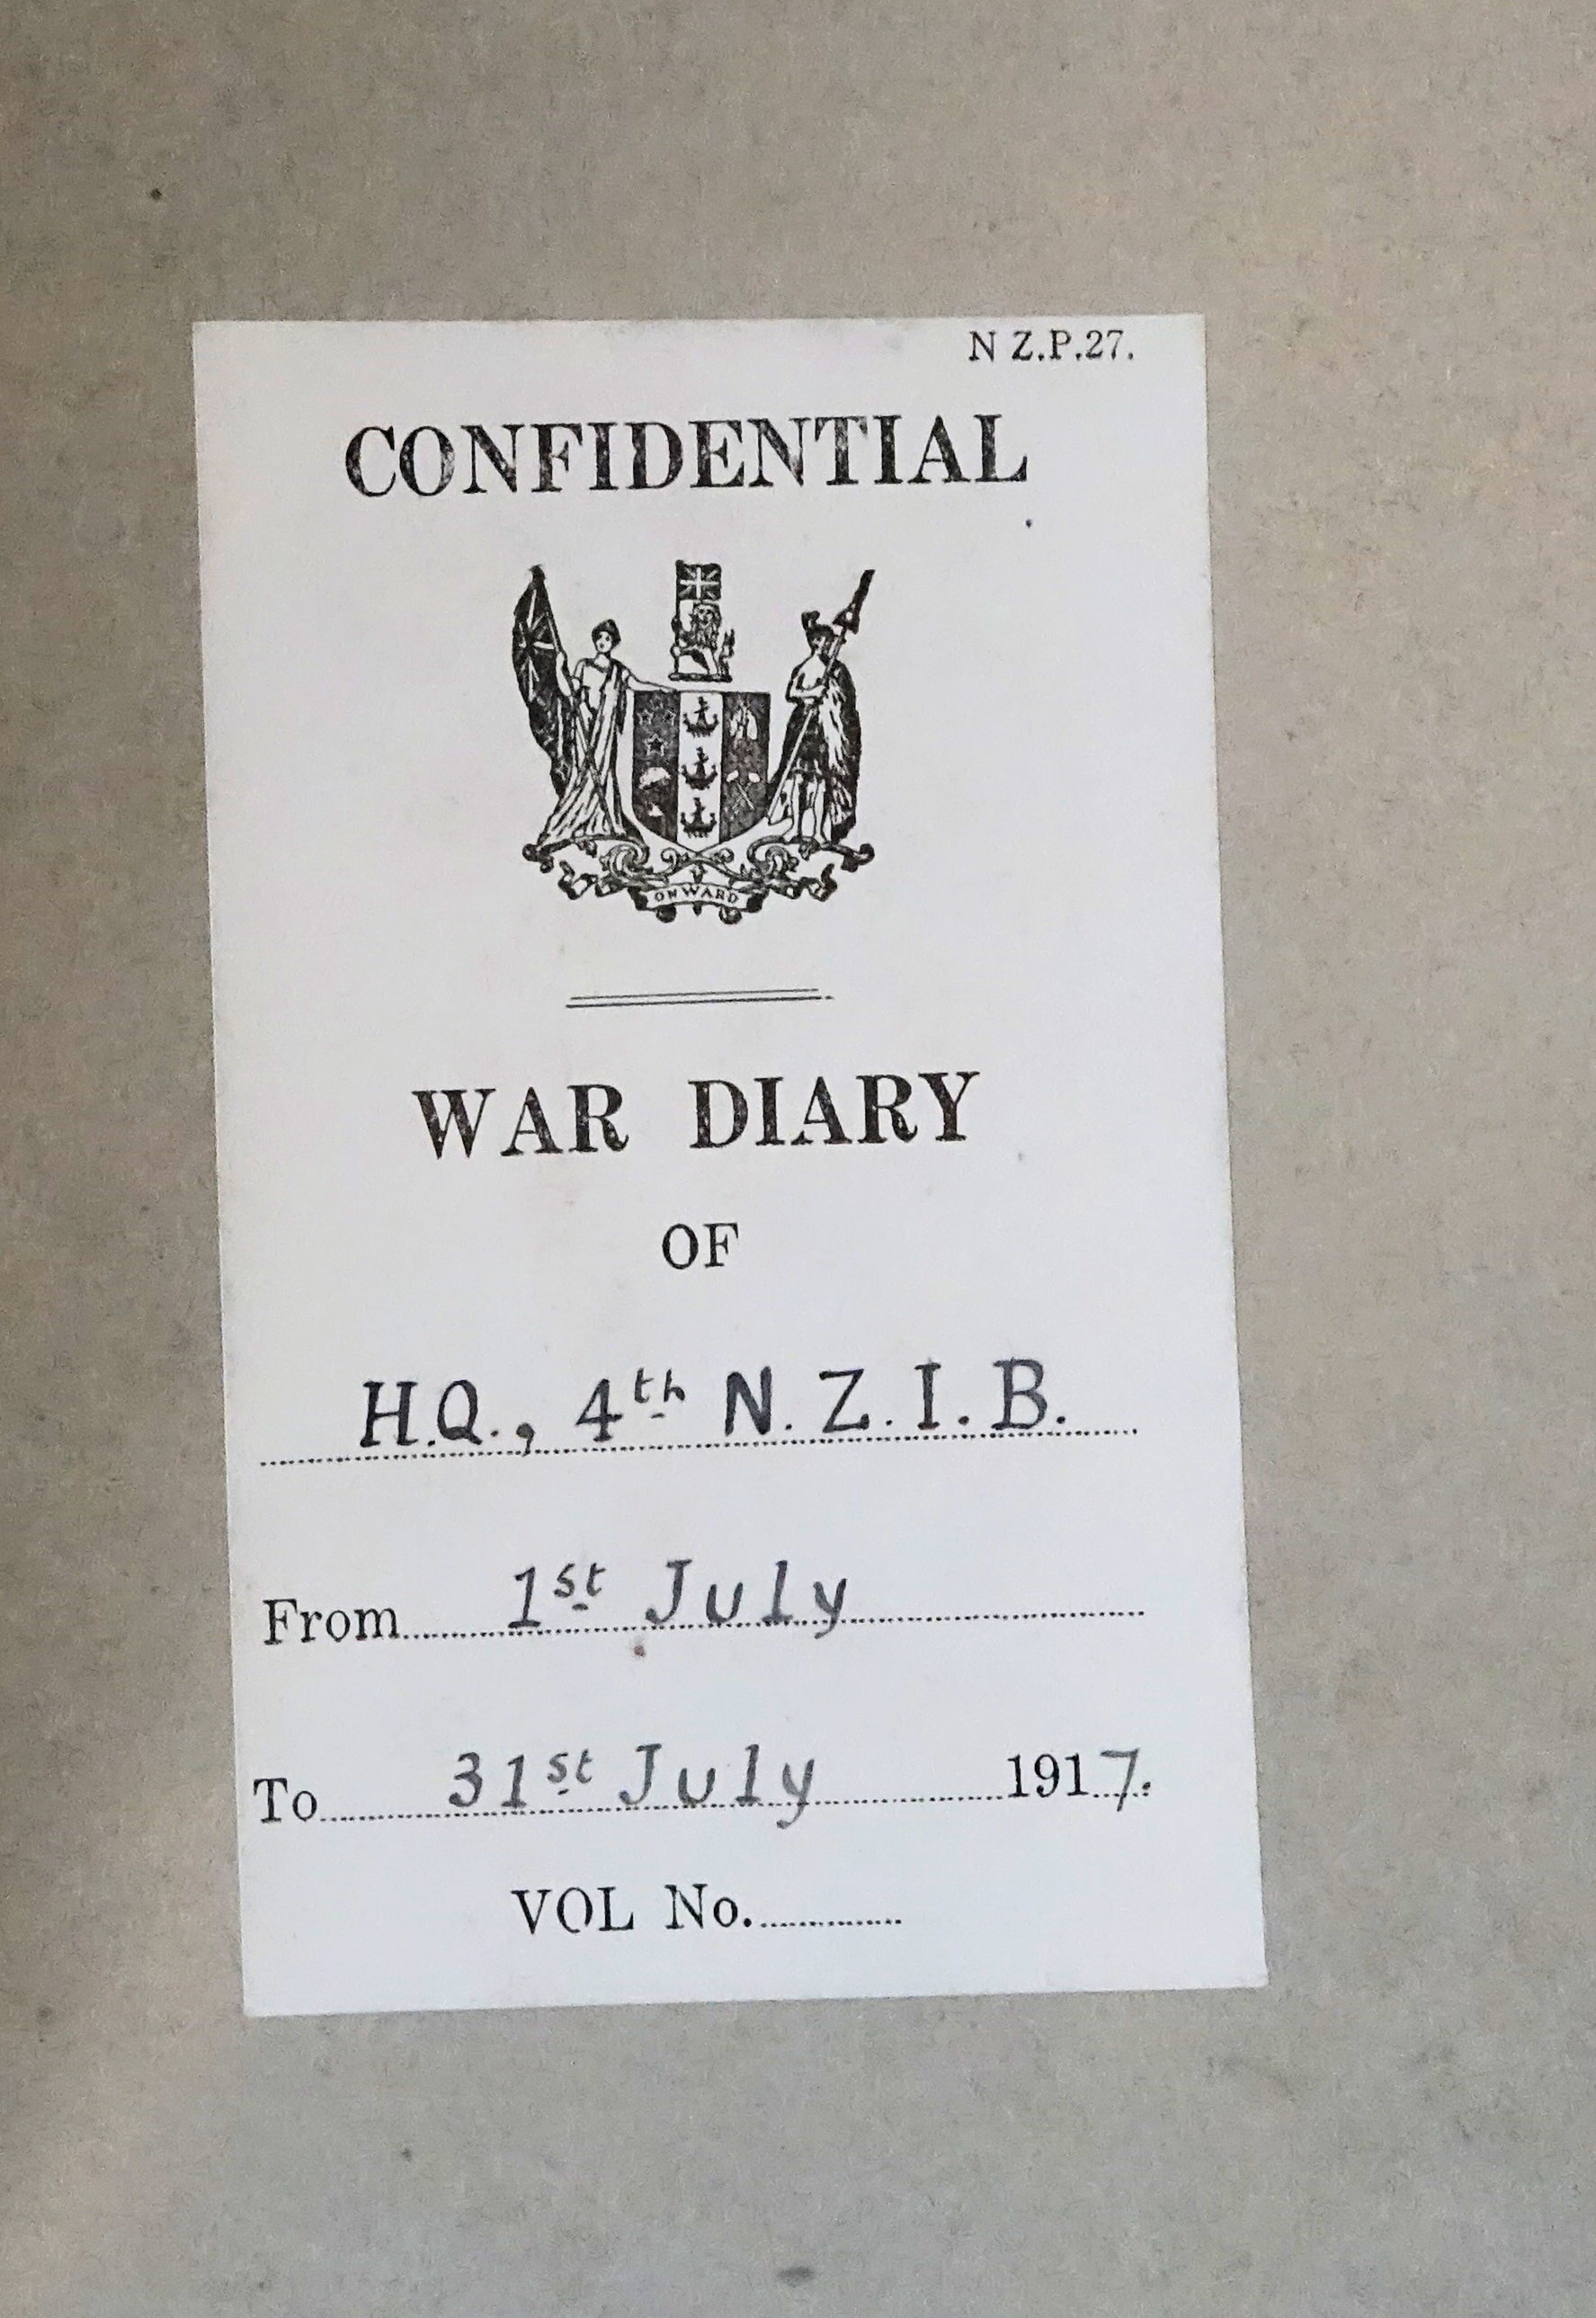 N Z.P.27.
CONFIDENTIAL
ONWARD
WAR DIARY
OF
H.Q., 4th N.Z.I.B.
From 1st July
To 31st July 1917.
VOL No.